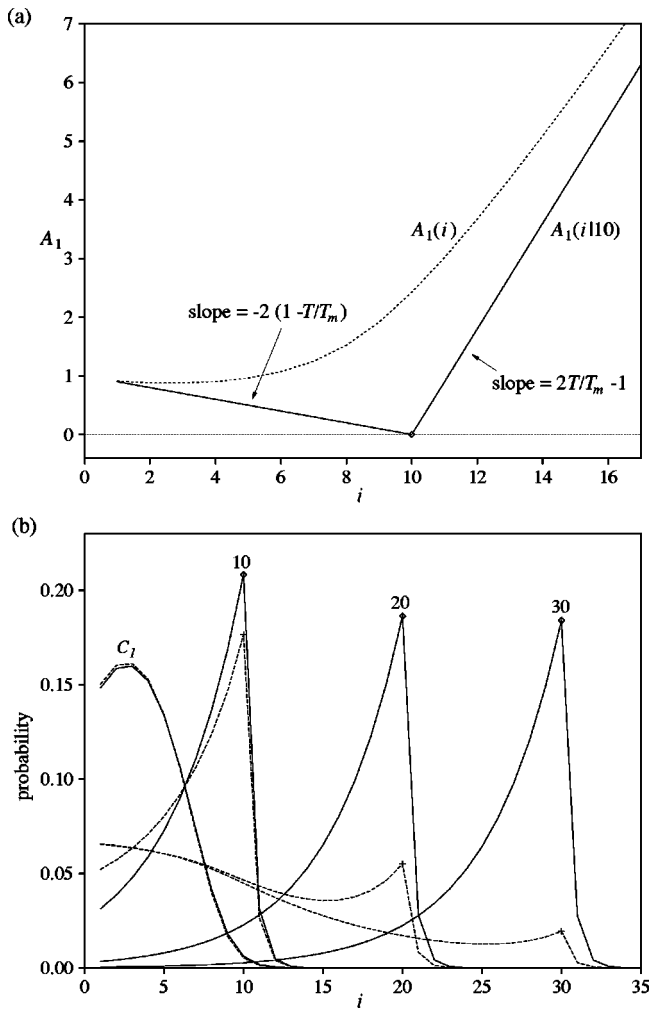 (a)
7
6
5
4
3
2
1
0
A₁
A₁(i)
A₁(i|10)
slope = -2 (1 -T/Tₘ)
slope = 2T/Tₘ -1
0 2 4 6 8 10 12 14 16
i
(b)
0.20
0.15
0.10
0.05
0.00
probability
C₁
10
20
30
0 5 10 15 20 25 30 35
i